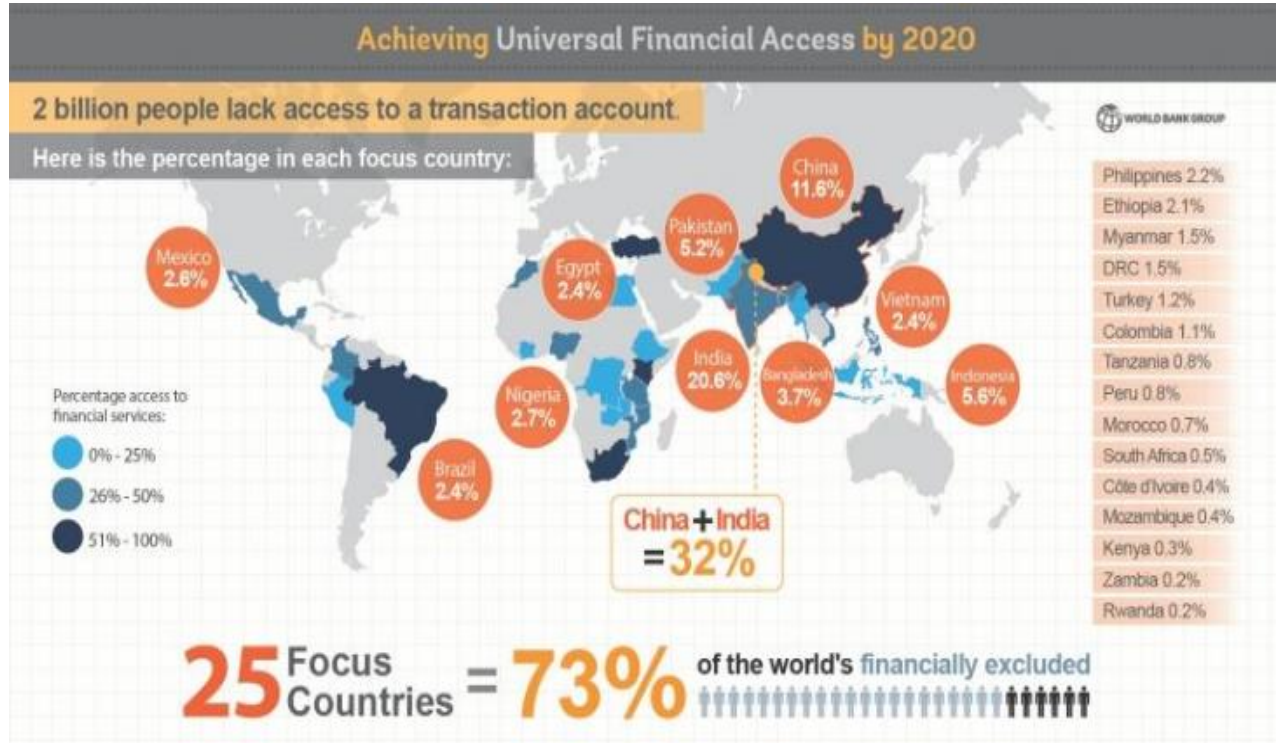 Achieving Universal Financial Access by 2020
2 billion people lack access to a transaction account.
Here is the percentage in each focus country:
WORLD BANK GROUP
Mexico
2.6%
Egypt
2.4%
Pakistan
5.2%
China
11.6%
Vietnam
2.4%
Nigeria
2.7%
India
20.6%
Bangladesh
3.7%
Indonesia
5.6%
Brazil
2.4%
Percentage access to
financial services:
0% - 25%
26% - 50%
51% - 100%
China + India
= 32%
Philippines 2.2%
Ethiopia 2.1%
Myanmar 1.5%
DRC 1.5%
Turkey 1.2%
Colombia 1.1%
Tanzania 0.8%
Peru 0.8%
Morocco 0.7%
South Africa 0.5%
Côte d'Ivoire 0.4%
Mozambique 0.4%
Kenya 0.3%
Zambia 0.2%
Rwanda 0.2%
25 Focus Countries = 73% of the world's financially excluded